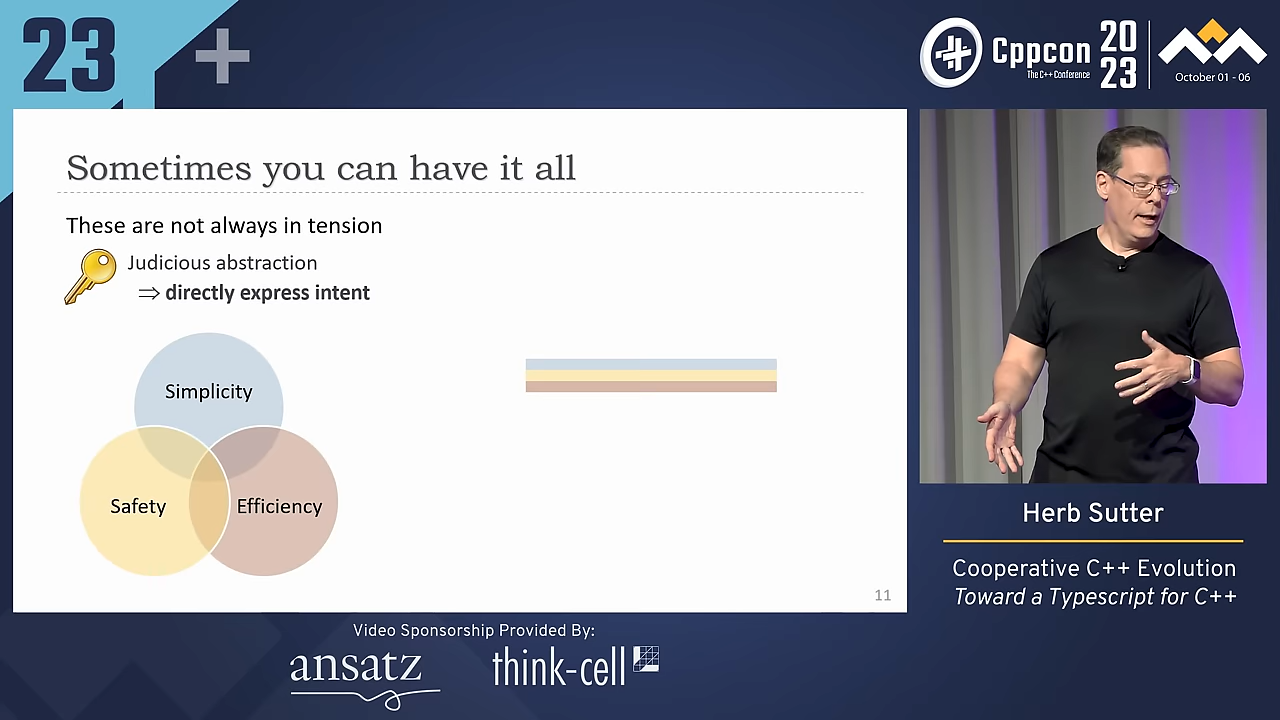 23
Cppcon
The C++ Conference
20
23
October 01 - 06
Sometimes you can have it all
These are not always in tension
Judicious abstraction
⇒ directly express intent
Simplicity
Safety
Efficiency
11
Herb Sutter
Cooperative C++ Evolution
Toward a Typescript for C++
Video Sponsorship Provided By:
ansatz
think-cell